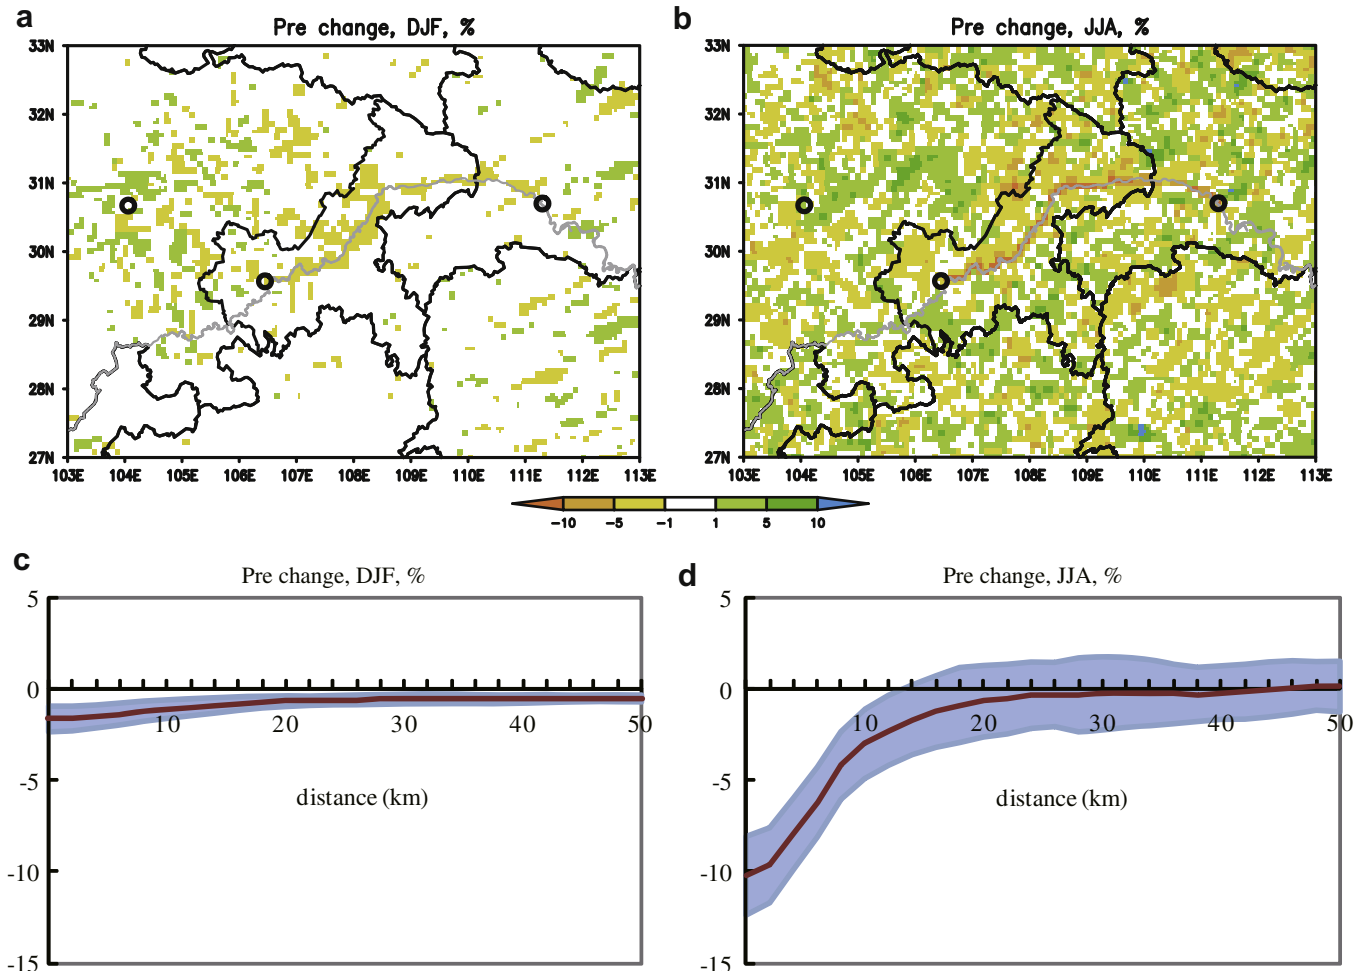 a
Pre change, DJF, %
33N
32N
31N
30N
29N
28N
27N
103E 104E 105E 106E 107E 108E 109E 110E 111E 112E 113E
b
Pre change, JJA, %
33N
32N
31N
30N
29N
28N
27N
103E 104E 105E 106E 107E 108E 109E 110E 111E 112E 113E
-10 -5 -1 1 5 10
c
Pre change, DJF, %
5
0
10 20 30 40 50
-5
distance (km)
-10
-15
d
Pre change, JJA, %
5
0
10 20 30 40 50
-5
distance (km)
-10
-15